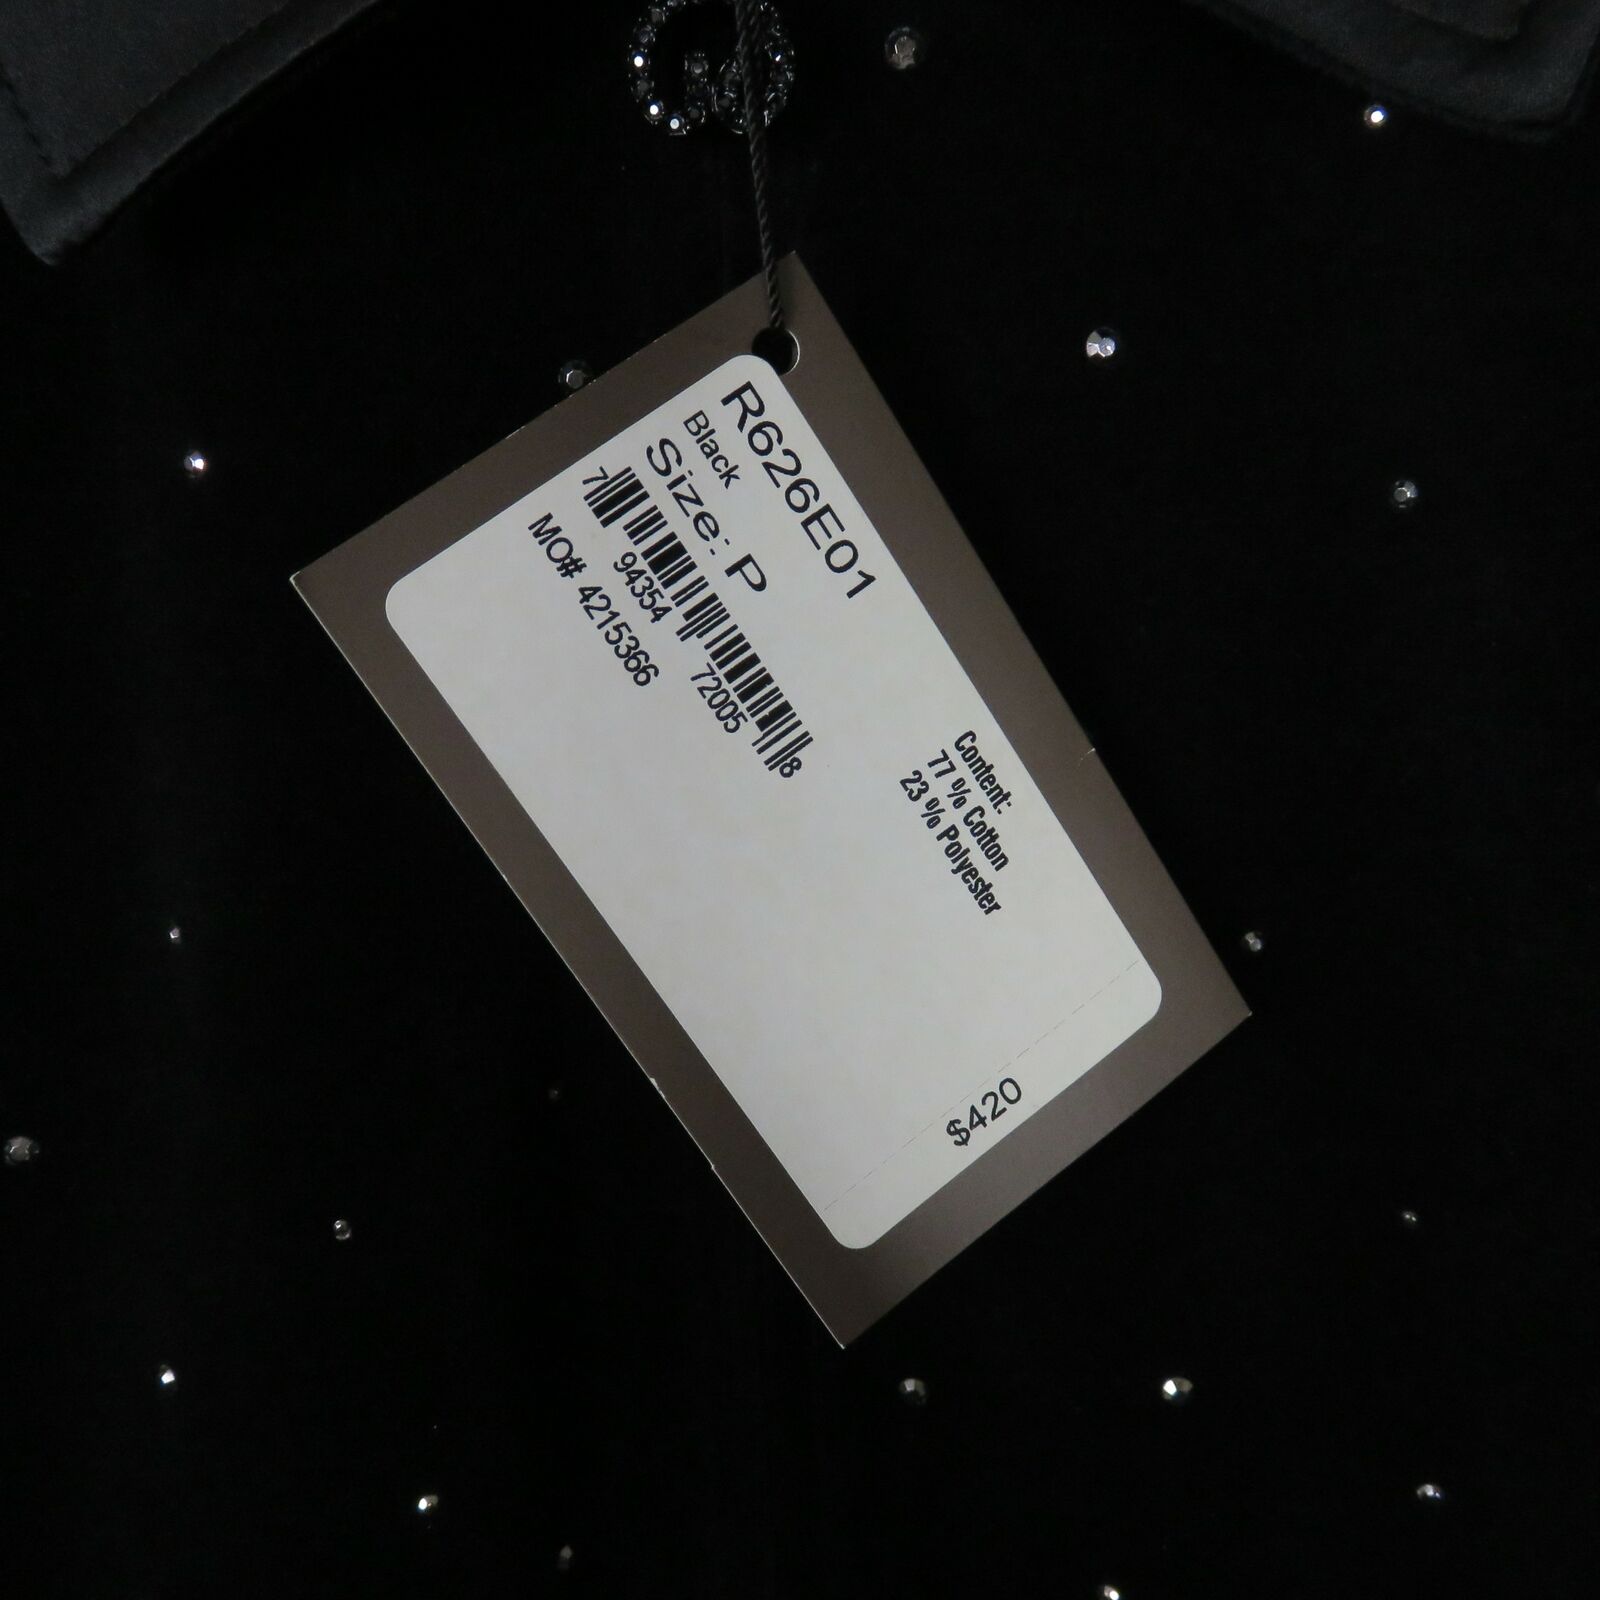 R626E01
Black
Size: P
7 94354 72005 8
MO# 4215366
Content:
77 % Cotton
23 % Polyester
$420